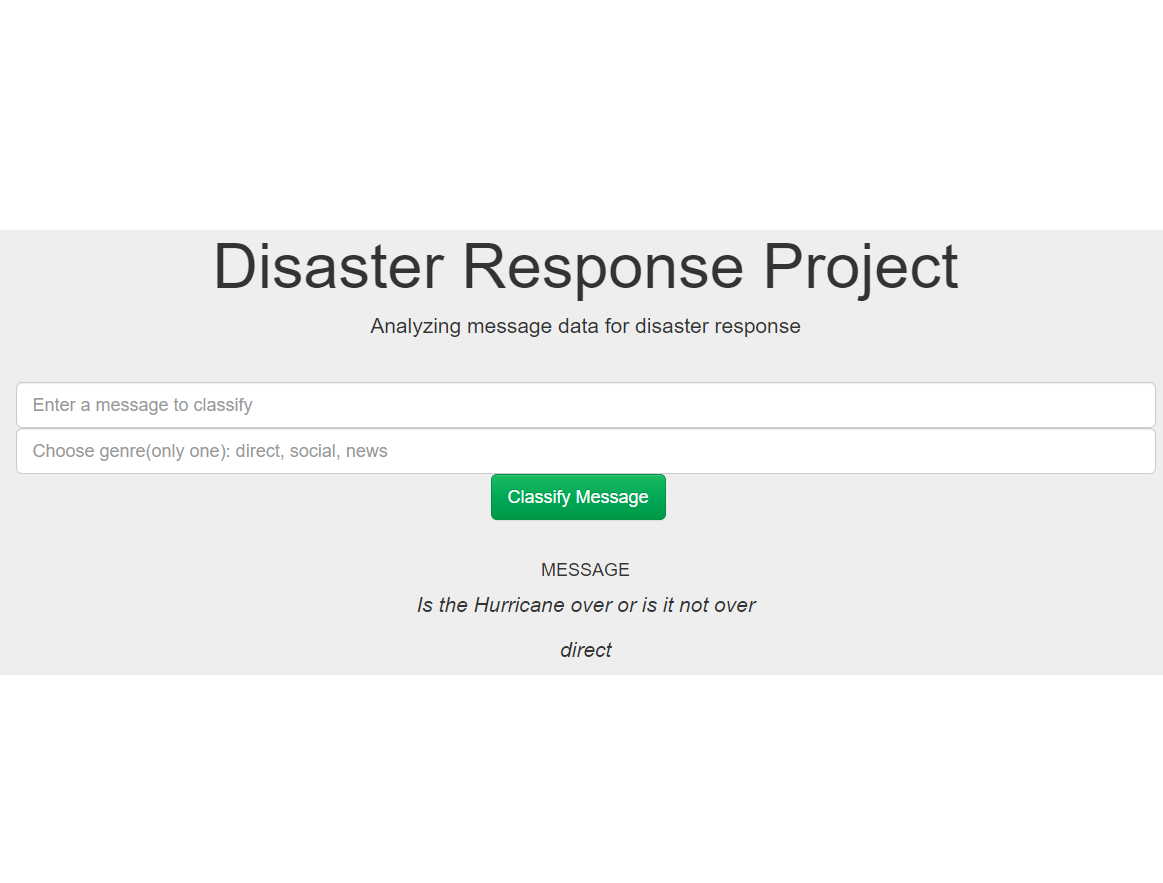 Disaster Response Project
Analyzing message data for disaster response
Enter a message to classify
Choose genre(only one): direct, social, news
Classify Message
MESSAGE
Is the Hurricane over or is it not over
direct